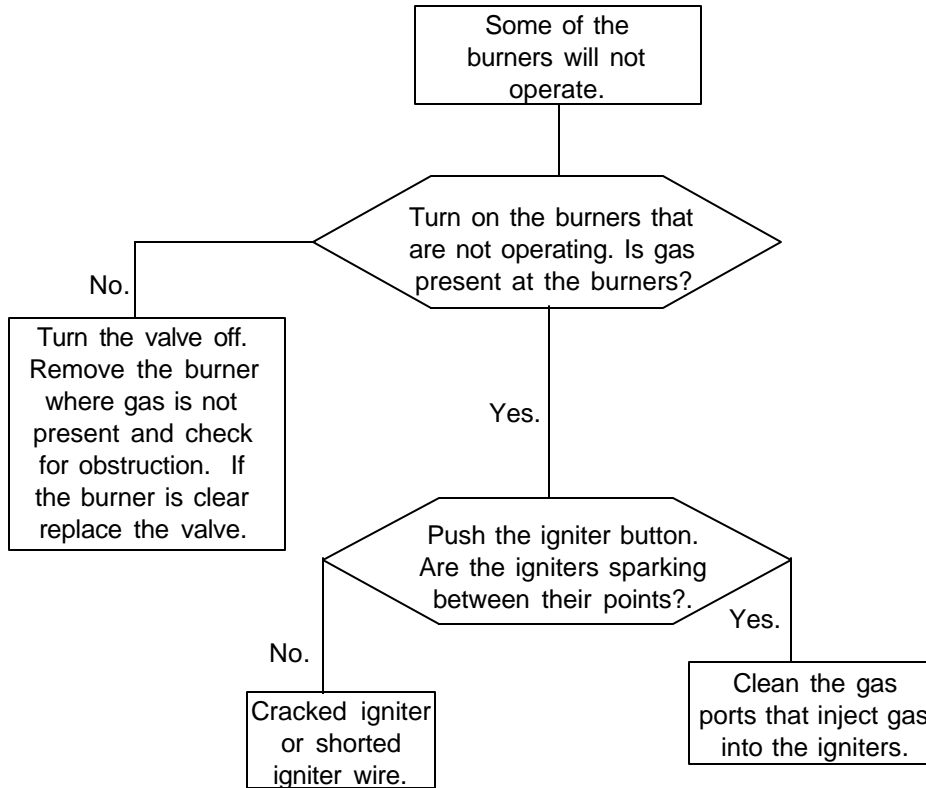 Some of the
burners will not
operate.
Turn on the burners that
are not operating. Is gas
present at the burners?
No.
Turn the valve off.
Remove the burner
where gas is not
present and check
for obstruction. If
the burner is clear
replace the valve.
Yes.
Push the igniter button.
Are the igniters sparking
between their points?.
No.
Yes.
Cracked igniter
or shorted
igniter wire.
Clean the gas
ports that inject gas
into the igniters.